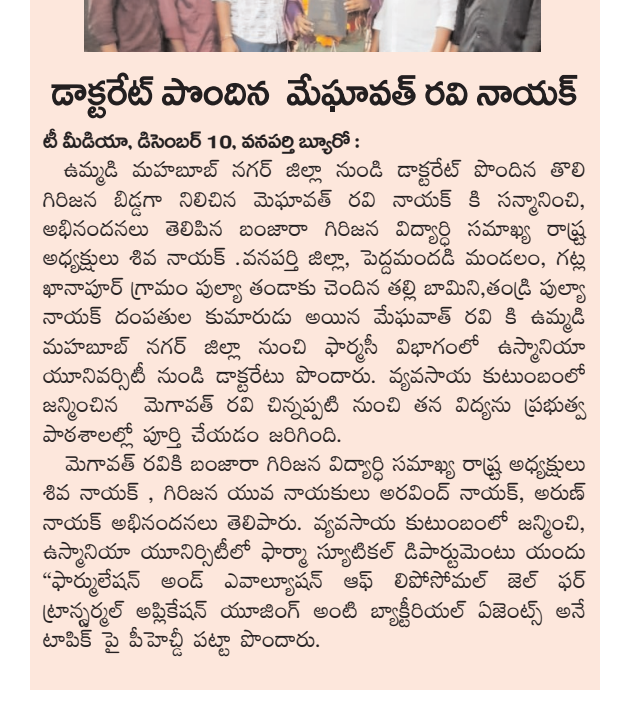 డాక్టరేట్ పొందిన మేఘావత్ రవి నాయక్
టీ మీడియా, డిసెంబర్ 10, వనపర్తి బ్యూరో :
ఉమ్మడి మహబూబ్ నగర్ జిల్లా నుండి డాక్టరేట్ పొందిన తొలి
గిరిజన బిడ్డగా నిలిచిన మెఘావత్ రవి నాయక్ కి సన్మానించి,
అభినందనలు తెలిపిన బంజారా గిరిజన విద్యార్ధి సమాఖ్య రాష్ట్ర
అధ్యక్షులు శివ నాయక్ .వనపర్తి జిల్లా, పెద్దమందడి మండలం, గట్ల
ఖానాపూర్ గ్రామం పుల్యా తండాకు చెందిన తల్లి బామిని,తండ్రి పుల్యా
నాయక్ దంపతుల కుమారుడు అయిన మేఘవాత్ రవి కి ఉమ్మడి
మహబూబ్ నగర్ జిల్లా నుంచి ఫార్మసీ విభాగంలో ఉస్మానియా
యూనివర్సిటీ నుండి డాక్టరేటు పొందారు. వ్యవసాయ కుటుంబంలో
జన్మించిన మెగావత్ రవి చిన్నప్పటి నుంచి తన విద్యను ప్రభుత్వ
పాఠశాలల్లో పూర్తి చేయడం జరిగింది.
మెగావత్ రవికి బంజారా గిరిజన విద్యార్ధి సమాఖ్య రాష్ట్ర అధ్యక్షులు
శివ నాయక్ , గిరిజన యువ నాయకులు అరవింద్ నాయక్, అరుణ్
నాయక్ అభినందనలు తెలిపారు. వ్యవసాయ కుటుంబంలో జన్మించి,
ఉస్మానియా యూనిర్సిటీలో ఫార్మా స్యూటికల్ డిపార్టుమెంటు యందు
“ఫార్ములేషన్ అండ్ ఎవాల్యూషన్ ఆఫ్ లిపోసోమల్ జెల్ ఫర్
ట్రాన్స్డర్మల్ అప్లికేషన్ యూజింగ్ అంటి బ్యాక్టీరియల్ ఏజెంట్స్ అనే
టాపిక్ పై పీహెచ్డీ పట్టా పొందారు.